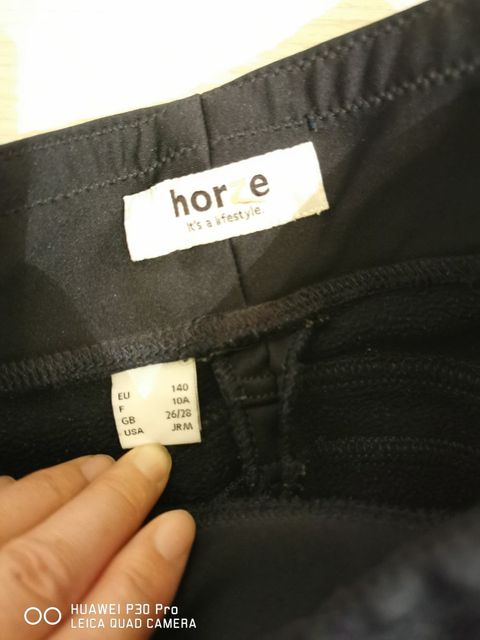 horze
It's a lifestyle.
EU 140
F 10A
GB 26/28
USA JR/M
HUAWEI P30 Pro
LEICA QUAD CAMERA